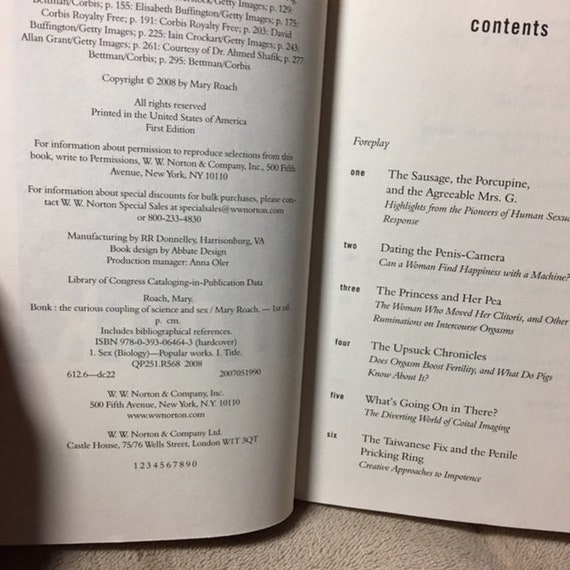 Bettman/Corbis; p. 155: Elisabeth Buffington/Getty Images; p. 175:
Corbis Royalty Free; p. 191: Corbis Royalty Free; p. 203: David
Buffington/Getty Images; p. 225: Iain Crockart/Getty Images; p. 243:
Allan Grant/Getty Images; p. 261: Courtesy of Dr. Ahmed Shafik; p. 277:
Bettman/Corbis; p. 295: Bettman/Corbis
Copyright © 2008 by Mary Roach
All rights reserved
Printed in the United States of America
First Edition
For information about permission to reproduce selections from this
book, write to Permissions, W. W. Norton & Company, Inc., 500 Fifth
Avenue, New York, NY 10110
For information about special discounts for bulk purchases, please con-
tact W. W. Norton Special Sales at specialsales@wwnorton.com
or 800-233-4830
Manufacturing by RR Donnelley, Harrisonburg, VA
Book design by Abbate Design
Production manager: Anna Oler
Library of Congress Cataloging-in-Publication Data
Roach, Mary.
Bonk : the curious coupling of science and sex / Mary Roach. — 1st ed.
p. cm.
Includes bibliographical references.
ISBN 978-0-393-06464-3 (hardcover)
1. Sex (Biology)—Popular works. I. Title.
QP251.R568 2008
612.6—dc22 2007051990
W. W. Norton & Company, Inc.
500 Fifth Avenue, New York, N.Y. 10110
www.wwnorton.com
W. W. Norton & Company Ltd.
Castle House, 75/76 Wells Street, London W1T 3QT
1 2 3 4 5 6 7 8 9 0
contents
Foreplay
one The Sausage, the Porcupine,
and the Agreeable Mrs. G.
Highlights from the Pioneers of Human
Response
two Dating the Penis-Camera
Can a Woman Find Happiness with a Machine?
three The Princess and Her Pea
The Woman Who Moved Her Clitoris, and Other
Ruminations on Intercourse Orgasms
four The Upsuck Chronicles
Does Orgasm Boost Fertility, and What Do Pigs
Know About It?
five What's Going On in There?
The Diverting World of Coital Imaging
six The Taiwanese Fix and the Penile
Pricking Ring
Creative Approaches to Impotence